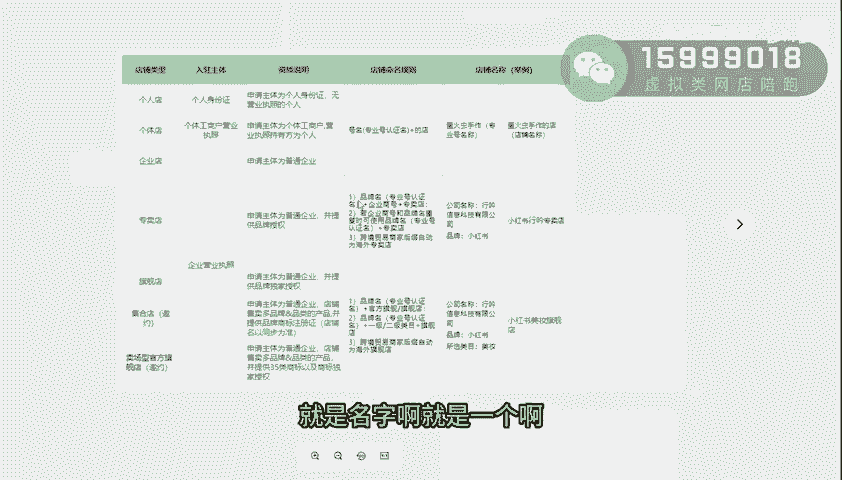 15999018
虚拟类网店陪跑
店铺类型 入驻主体 资质说明 店铺命名规则 店铺名称（举例）
个人店 个人身份证 申请主体为个人身份证，无
营业执照的个人
个体店 个体工商户营业
执照 申请主体为个体工商户,营
业执照持有方为个人 号名(专业号认证名)+的店 萤火虫手作（专
业号名称） 萤火虫手作的店
（店铺名称）
企业店 申请主体为普通企业
专卖店 申请主体为普通企业，并提
供品牌授权
1）品牌名（专业号认证
名）+企业商号+专卖店；
2）若企业商号和品牌名重
复时可使用品牌名（专业号
认证名）+专卖店
3）跨境贸易商家后缀自动
为海外专卖店
公司名称：行吟
信息科技有限公
司
品牌：小红书
小红书行吟专卖店
企业营业执照
旗舰店 申请主体为普通企业，并提
供品牌独家授权
集合店（邀
约） 申请主体为普通企业，店铺
售卖多品牌&品类的产品,并
提供品牌商标注册证（店铺
名以同步为准）
1）品牌名（专业号认证
名）+官方旗舰/旗舰店；
2）品牌名（专业号认证
名）+一级/二级类目+旗舰
店
3）跨境贸易商家后缀自动
为海外旗舰店
公司名称：行吟
信息科技有限公
司
品牌：小红书
所选类目：美妆
小红书美妆旗舰
店
卖场型官方旗
舰店（邀约） 申请主体为普通企业，店铺
售卖多品牌&品类的产品，
并提供35类商标以及商标独
家授权
就是名字啊就是一个啊